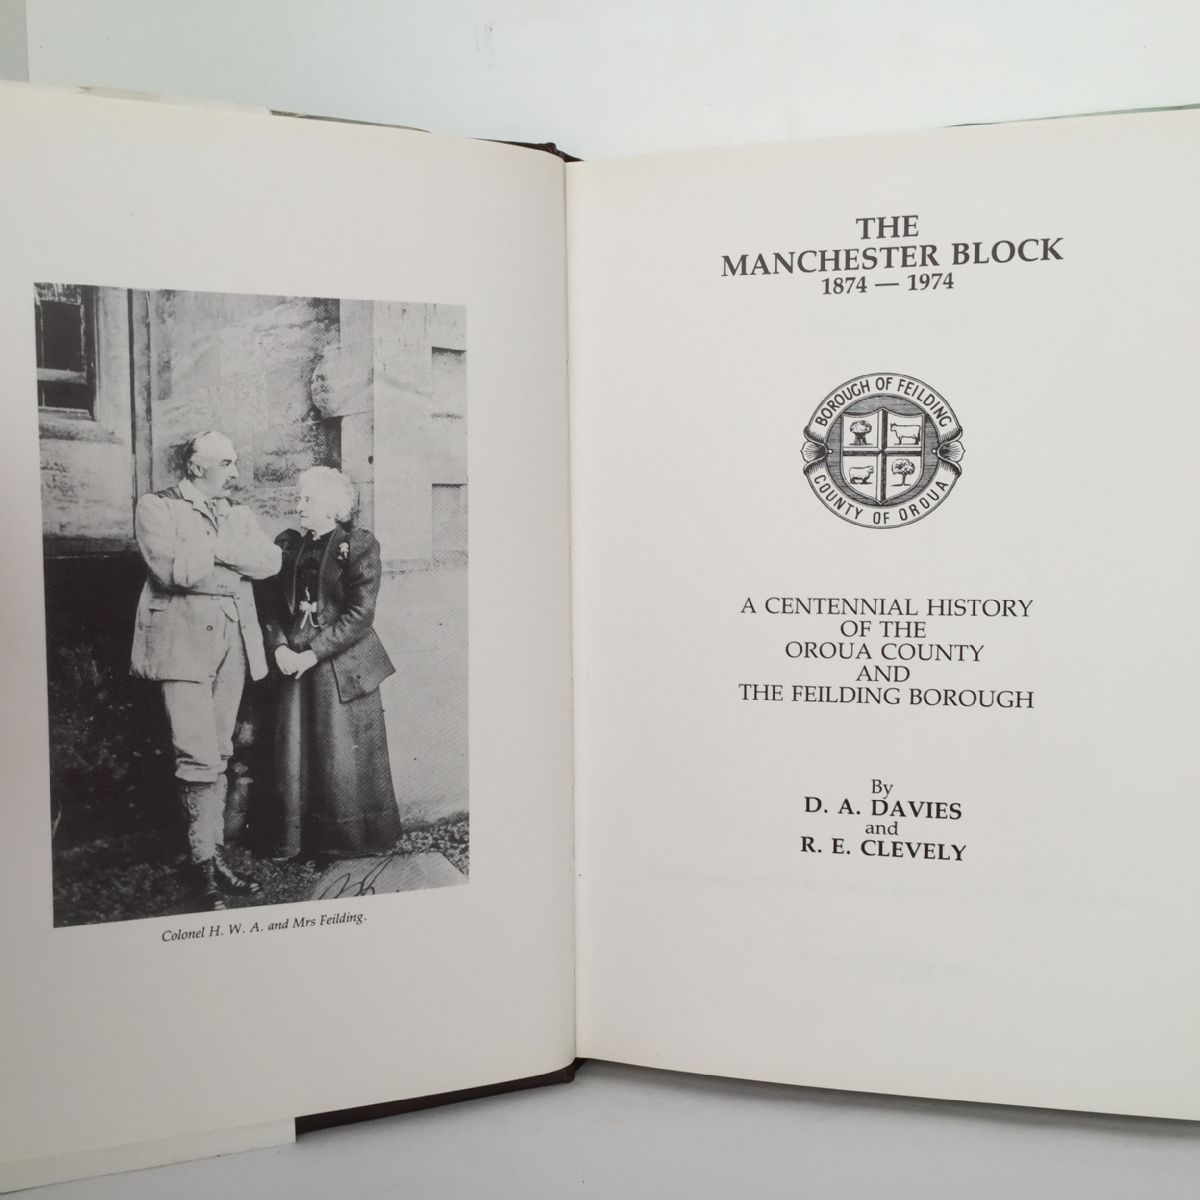 Colonel H. W. A. and Mrs Feilding.
THE
MANCHESTER BLOCK
1874 — 1974
BOROUGH OF FEILDING
COUNTY OF OROUA
A CENTENNIAL HISTORY
OF THE
OROUA COUNTY
AND
THE FEILDING BOROUGH
By
D. A. DAVIES
and
R. E. CLEVELY